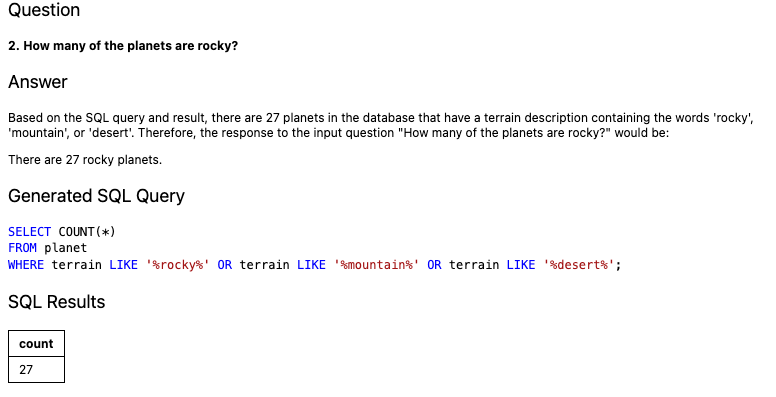 Question
2. How many of the planets are rocky?
Answer
Based on the SQL query and result, there are 27 planets in the database that have a terrain description containing the words 'rocky',
'mountain', or 'desert'. Therefore, the response to the input question "How many of the planets are rocky?" would be:
There are 27 rocky planets.
Generated SQL Query
SELECT COUNT(*)
FROM planet
WHERE terrain LIKE '%rocky%' OR terrain LIKE '%mountain%' OR terrain LIKE '%desert%';
SQL Results
count
27